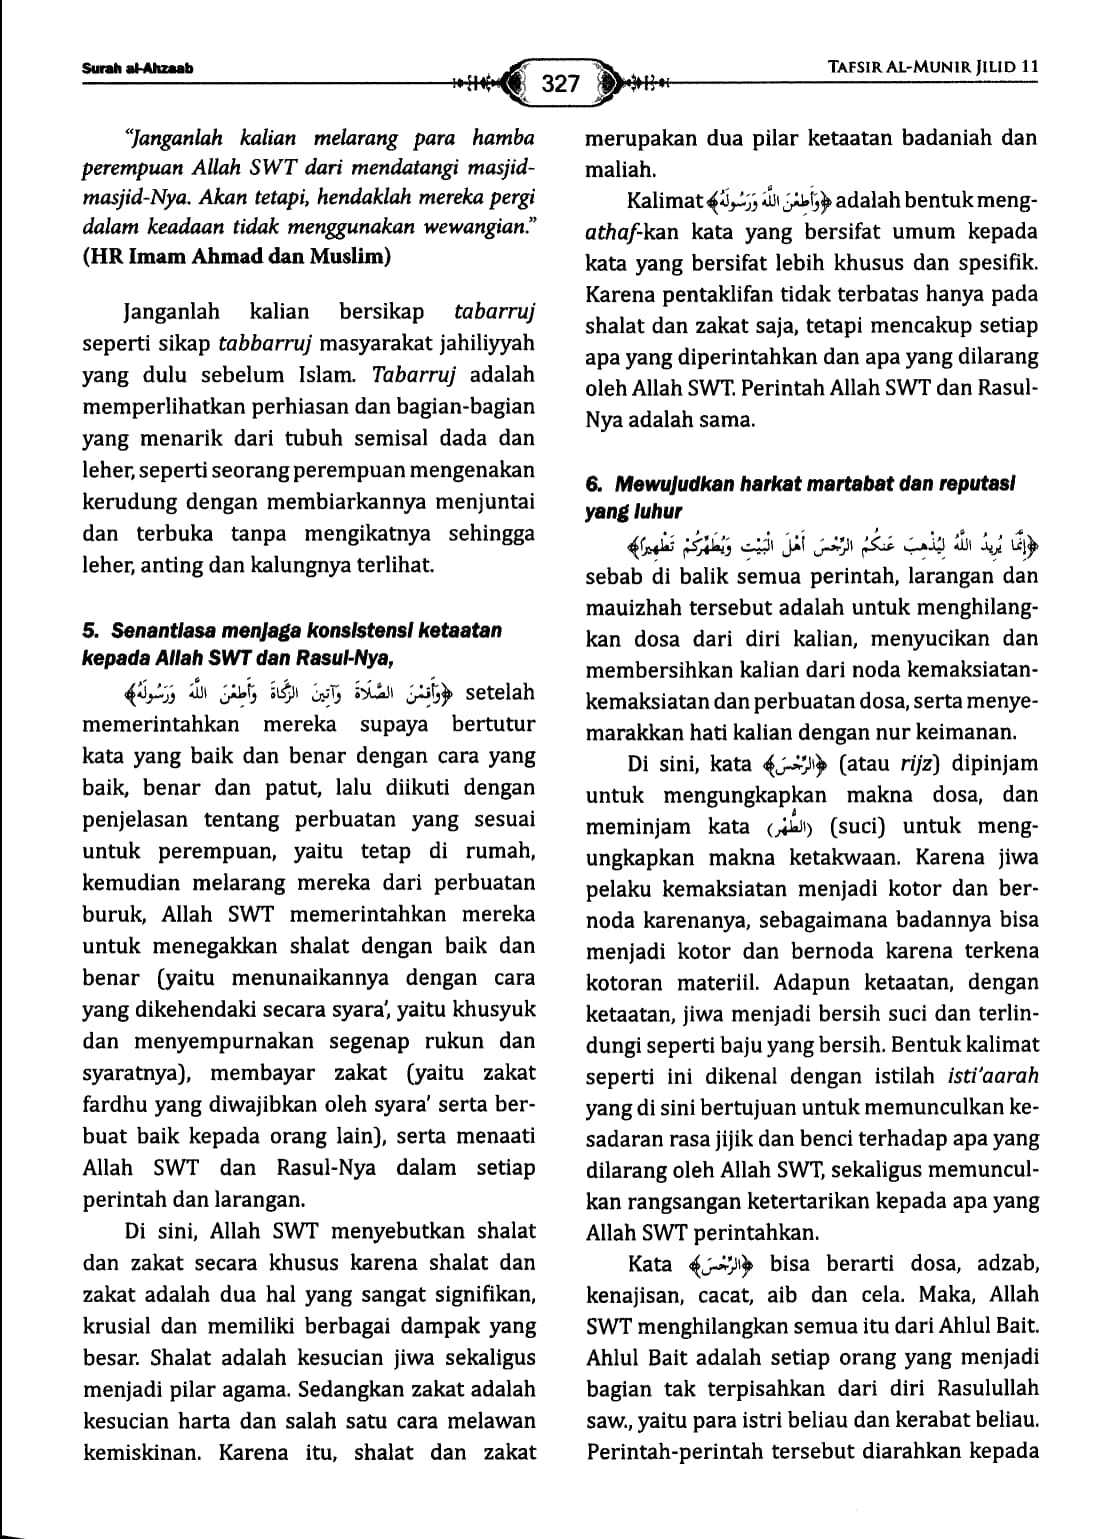 Surah al-Ahzaab
327
TAFSIR AL-MUNIR JILID 11
“Janganlah kalian melarang para hamba
perempuan Allah SWT dari mendatangi masjid-
masjid-Nya. Akan tetapi, hendaklah mereka pergi
dalam keadaan tidak menggunakan wewangian.”
(HR Imam Ahmad dan Muslim)
Janganlah kalian bersikap tabarruj
seperti sikap tabbarruj masyarakat jahiliyyah
yang dulu sebelum Islam. Tabarruj adalah
memperlihatkan perhiasan dan bagian-bagian
yang menarik dari tubuh semisal dada dan
leher, seperti seorang perempuan mengenakan
kerudung dengan membiarkannya menjuntai
dan terbuka tanpa mengikatnya sehingga
leher, anting dan kalungnya terlihat.
5. Senantiasa menjaga konsistensi ketaatan
kepada Allah SWT dan Rasul-Nya,
﴿وَأَقِمْنَ الصَّلَاةَ وَآتِينَ الزَّكَاةَ وَأَطِعْنَ اللَّهَ وَرَسُولَهُ﴾ setelah
memerintahkan mereka supaya bertutur
kata yang baik dan benar dengan cara yang
baik, benar dan patut, lalu diikuti dengan
penjelasan tentang perbuatan yang sesuai
untuk perempuan, yaitu tetap di rumah,
kemudian melarang mereka dari perbuatan
buruk, Allah SWT memerintahkan mereka
untuk menegakkan shalat dengan baik dan
benar (yaitu menunaikannya dengan cara
yang dikehendaki secara syara’, yaitu khusyuk
dan menyempurnakan segenap rukun dan
syaratnya), membayar zakat (yaitu zakat
fardhu yang diwajibkan oleh syara’ serta ber-
buat baik kepada orang lain), serta menaati
Allah SWT dan Rasul-Nya dalam setiap
perintah dan larangan.
Di sini, Allah SWT menyebutkan shalat
dan zakat secara khusus karena shalat dan
zakat adalah dua hal yang sangat signifikan,
krusial dan memiliki berbagai dampak yang
besar. Shalat adalah kesucian jiwa sekaligus
menjadi pilar agama. Sedangkan zakat adalah
kesucian harta dan salah satu cara melawan
kemiskinan. Karena itu, shalat dan zakat
merupakan dua pilar ketaatan badaniah dan
maliah.
Kalimat ﴿وَأَطِعْنَ اللَّهَ وَرَسُولَهُ﴾ adalah bentuk meng-
athaf-kan kata yang bersifat umum kepada
kata yang bersifat lebih khusus dan spesifik.
Karena pentaklifan tidak terbatas hanya pada
shalat dan zakat saja, tetapi mencakup setiap
apa yang diperintahkan dan apa yang dilarang
oleh Allah SWT. Perintah Allah SWT dan Rasul-
Nya adalah sama.
6. Mewujudkan harkat martabat dan reputasi
yang luhur
﴿إِنَّمَا يُرِيدُ اللَّهُ لِيُذْهِبَ عَنكُمُ الرِّجْسَ أَهْلَ الْبَيْتِ وَيُطَهِّرَكُمْ تَطْهِيرًا﴾
sebab di balik semua perintah, larangan dan
mauizhah tersebut adalah untuk menghilang-
kan dosa dari diri kalian, menyucikan dan
membersihkan kalian dari noda kemaksiatan-
kemaksiatan dan perbuatan dosa, serta menye-
marakkan hati kalian dengan nur keimanan.
Di sini, kata ﴿الرِّجْسَ﴾ (atau rijz) dipinjam
untuk mengungkapkan makna dosa, dan
meminjam kata (الطُّهْر) (suci) untuk meng-
ungkapkan makna ketakwaan. Karena jiwa
pelaku kemaksiatan menjadi kotor dan ber-
noda karenanya, sebagaimana badannya bisa
menjadi kotor dan bernoda karena terkena
kotoran materiil. Adapun ketaatan, dengan
ketaatan, jiwa menjadi bersih suci dan terlin-
dungi seperti baju yang bersih. Bentuk kalimat
seperti ini dikenal dengan istilah isti’aarah
yang di sini bertujuan untuk memunculkan ke-
sadaran rasa jijik dan benci terhadap apa yang
dilarang oleh Allah SWT, sekaligus memuncul-
kan rangsangan ketertarikan kepada apa yang
Allah SWT perintahkan.
Kata ﴿الرِّجْسَ﴾ bisa berarti dosa, adzab,
kenajisan, cacat, aib dan cela. Maka, Allah
SWT menghilangkan semua itu dari Ahlul Bait.
Ahlul Bait adalah setiap orang yang menjadi
bagian tak terpisahkan dari diri Rasulullah
saw., yaitu para istri beliau dan kerabat beliau.
Perintah-perintah tersebut diarahkan kepada